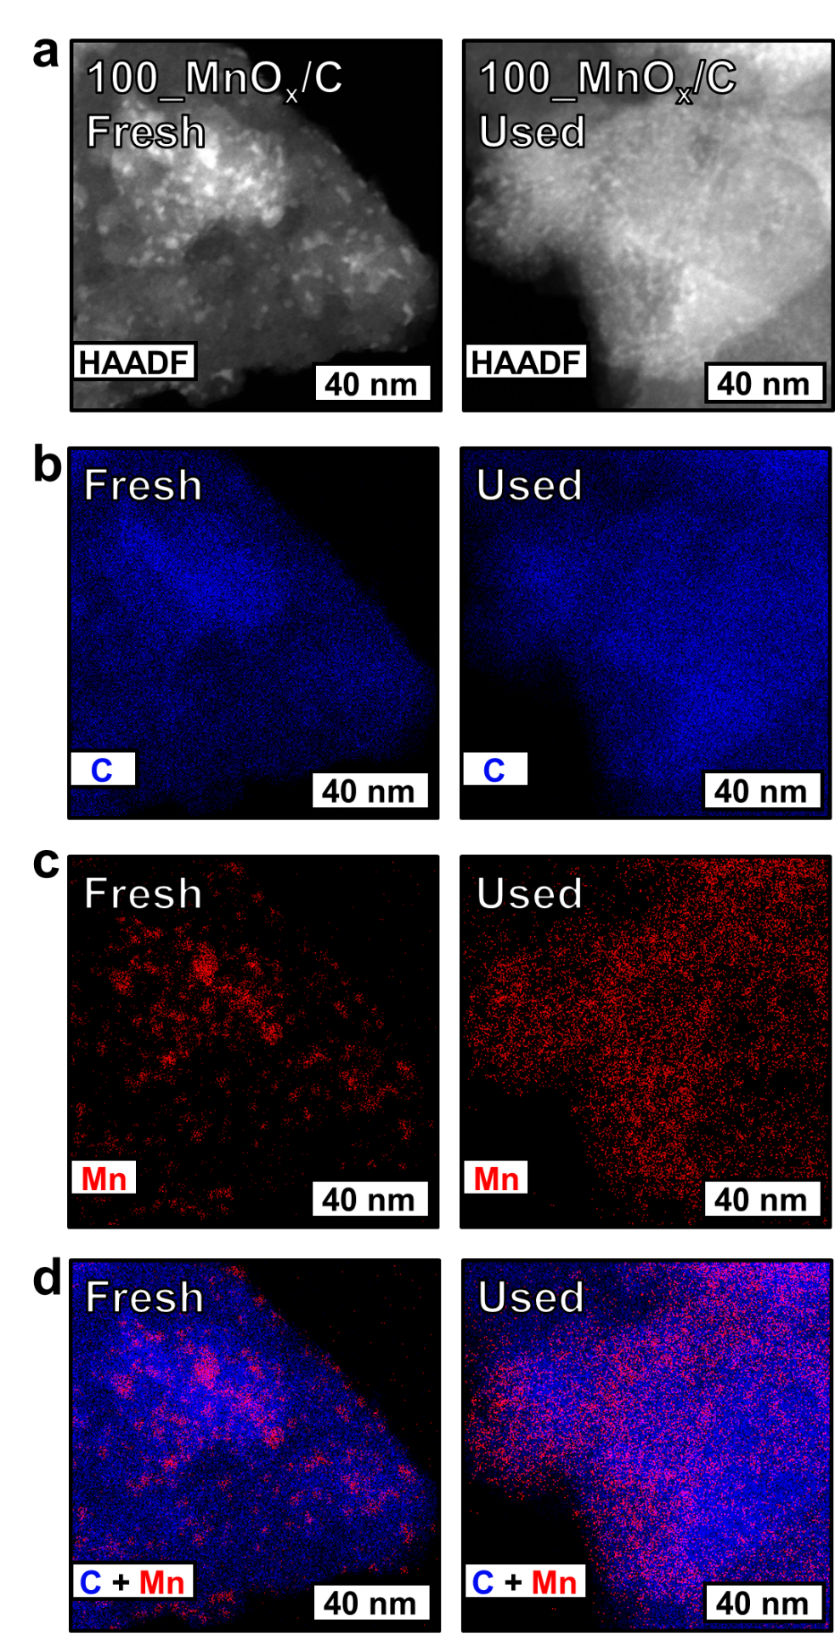 a
100_MnOx/C
Fresh
HAADF
40 nm
100_MnOx/C
Used
HAADF
40 nm
b
Fresh
C
40 nm
Used
C
40 nm
c
Fresh
Mn
40 nm
Used
Mn
40 nm
d
Fresh
C + Mn
40 nm
Used
C + Mn
40 nm